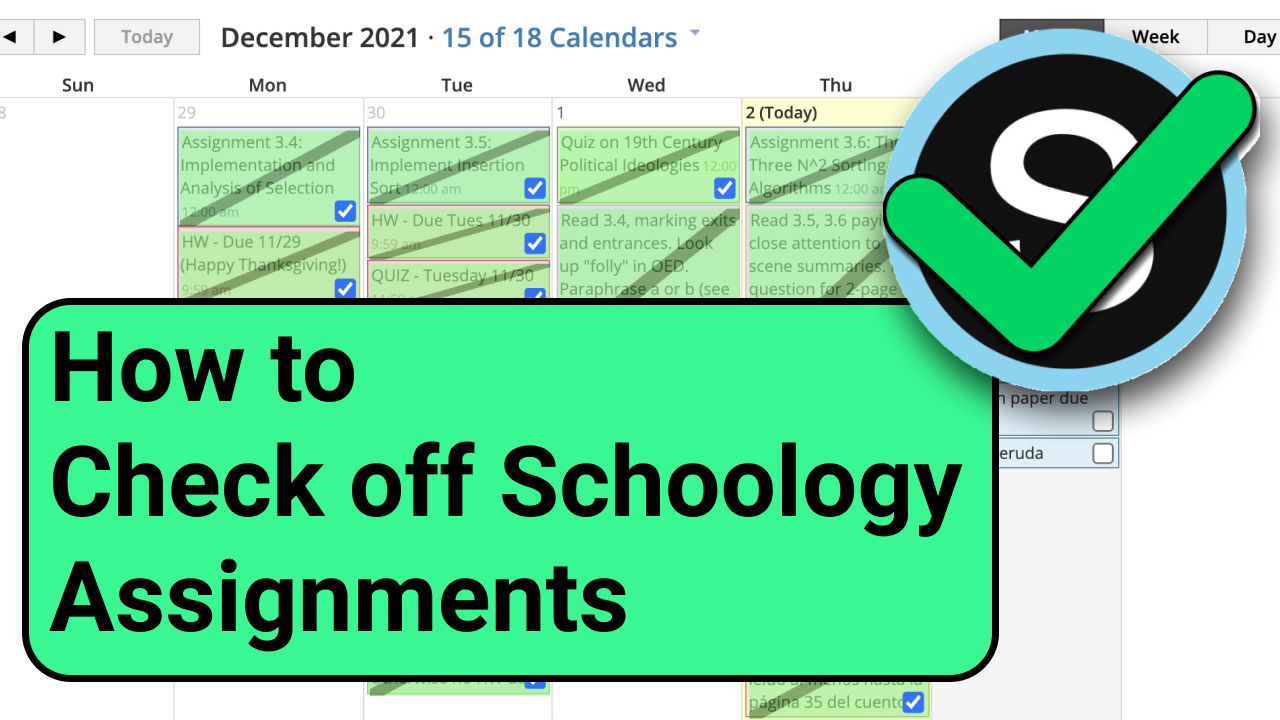 ◀ ▶ Today December 2021 · 15 of 18 Calendars Week Day
Sun Mon Tue Wed Thu
8 29 30 1 2 (Today)
Assignment 3.4:
Implementation and
Analysis of Selection
12:00 am
HW - Due 11/29
(Happy Thanksgiving!)
9:59 am
Assignment 3.5:
Implement Insertion
Sort 12:00 am
HW - Due Tues 11/30
9:59 am
QUIZ - Tuesday 11/30
Quiz on 19th Century
Political Ideologies 12:00
pm
Read 3.4, marking exits
and entrances. Look
up "folly" in OED.
Paraphrase a or b (see
Assignment 3.6: The
Three N^2 Sorting
Algorithms 12:00 am
Read 3.5, 3.6
close attention to
scene summaries.
question for 2-page
S
How to
Check off Schoology
Assignments
paper due
eruda
página 35 del cuento